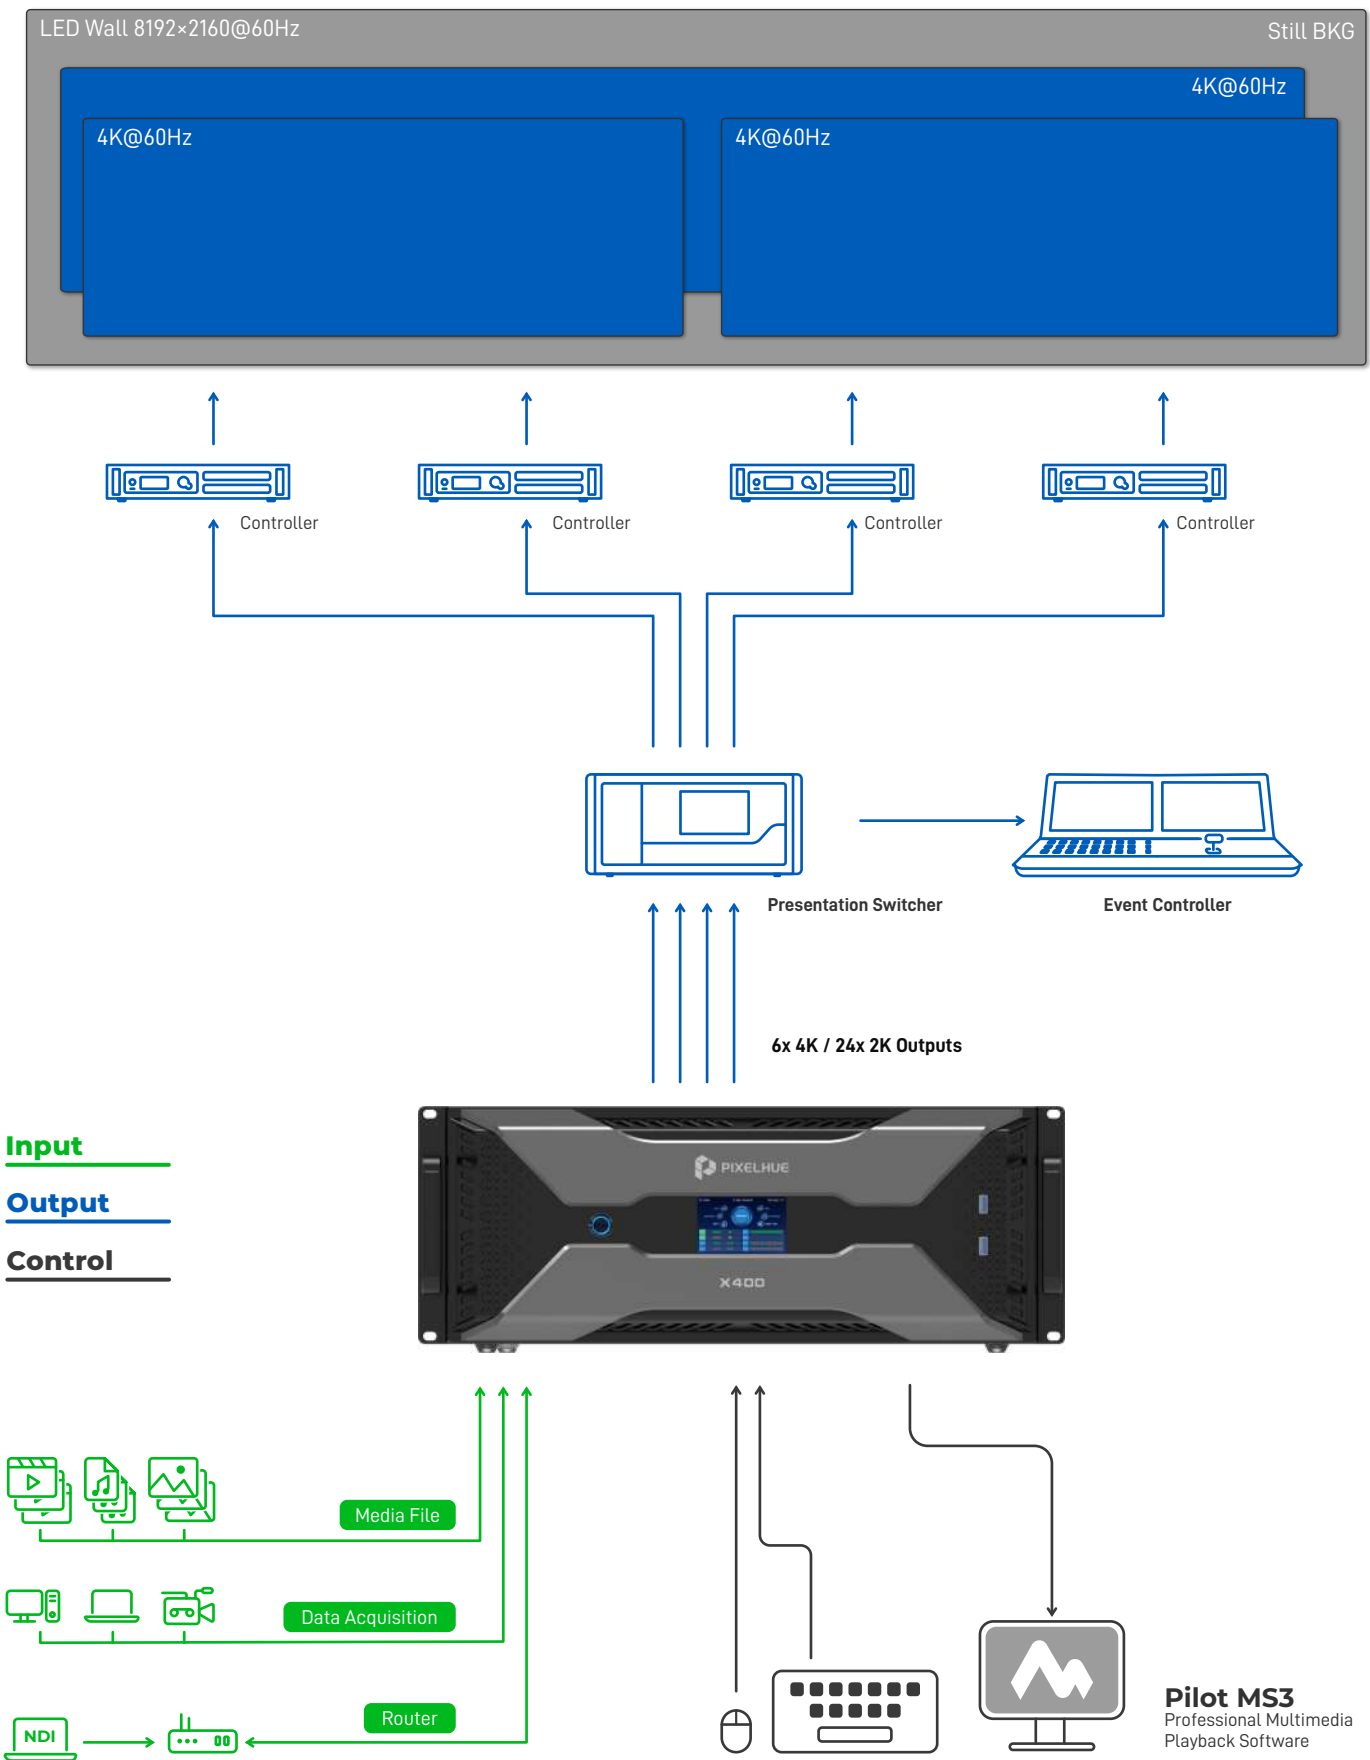 LED Wall 8192×2160@60Hz
Still BKG
4K@60Hz
4K@60Hz
4K@60Hz
Controller
Controller
Controller
Controller
Presentation Switcher
Event Controller
6x 4K / 24x 2K Outputs
Input
Output
Control
PIXELHUE
X400
Media File
Data Acquisition
Router
NDI
Pilot MS3
Professional Multimedia
Playback Software